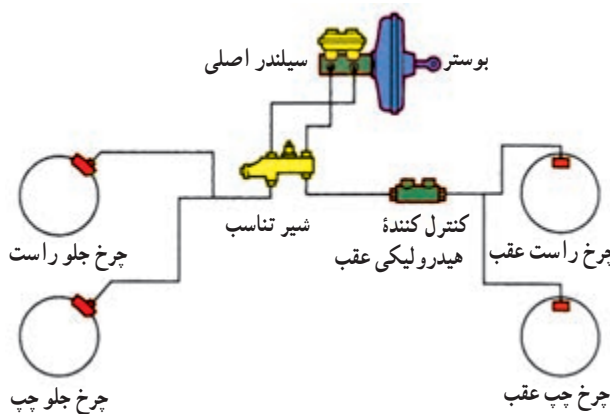 بوستر
سیلندر اصلی
شیر تناسب
کنترل کنندۀ
هیدرولیکی عقب
چرخ راست عقب
چرخ جلو راست
چرخ چپ عقب
چرخ جلو چپ